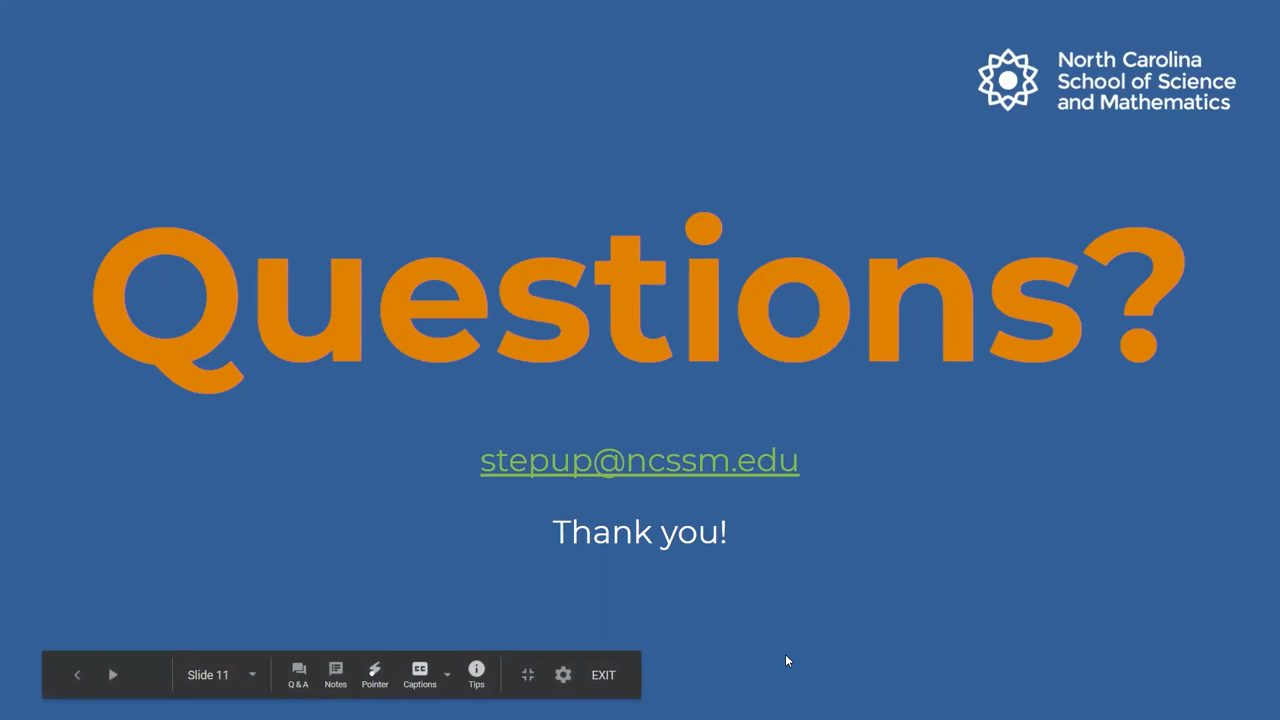 North Carolina
School of Science
and Mathematics
Questions?
stepup@ncssm.edu
Thank you!
Slide 11
Q & A
Notes
Pointer
Captions
Tips
EXIT